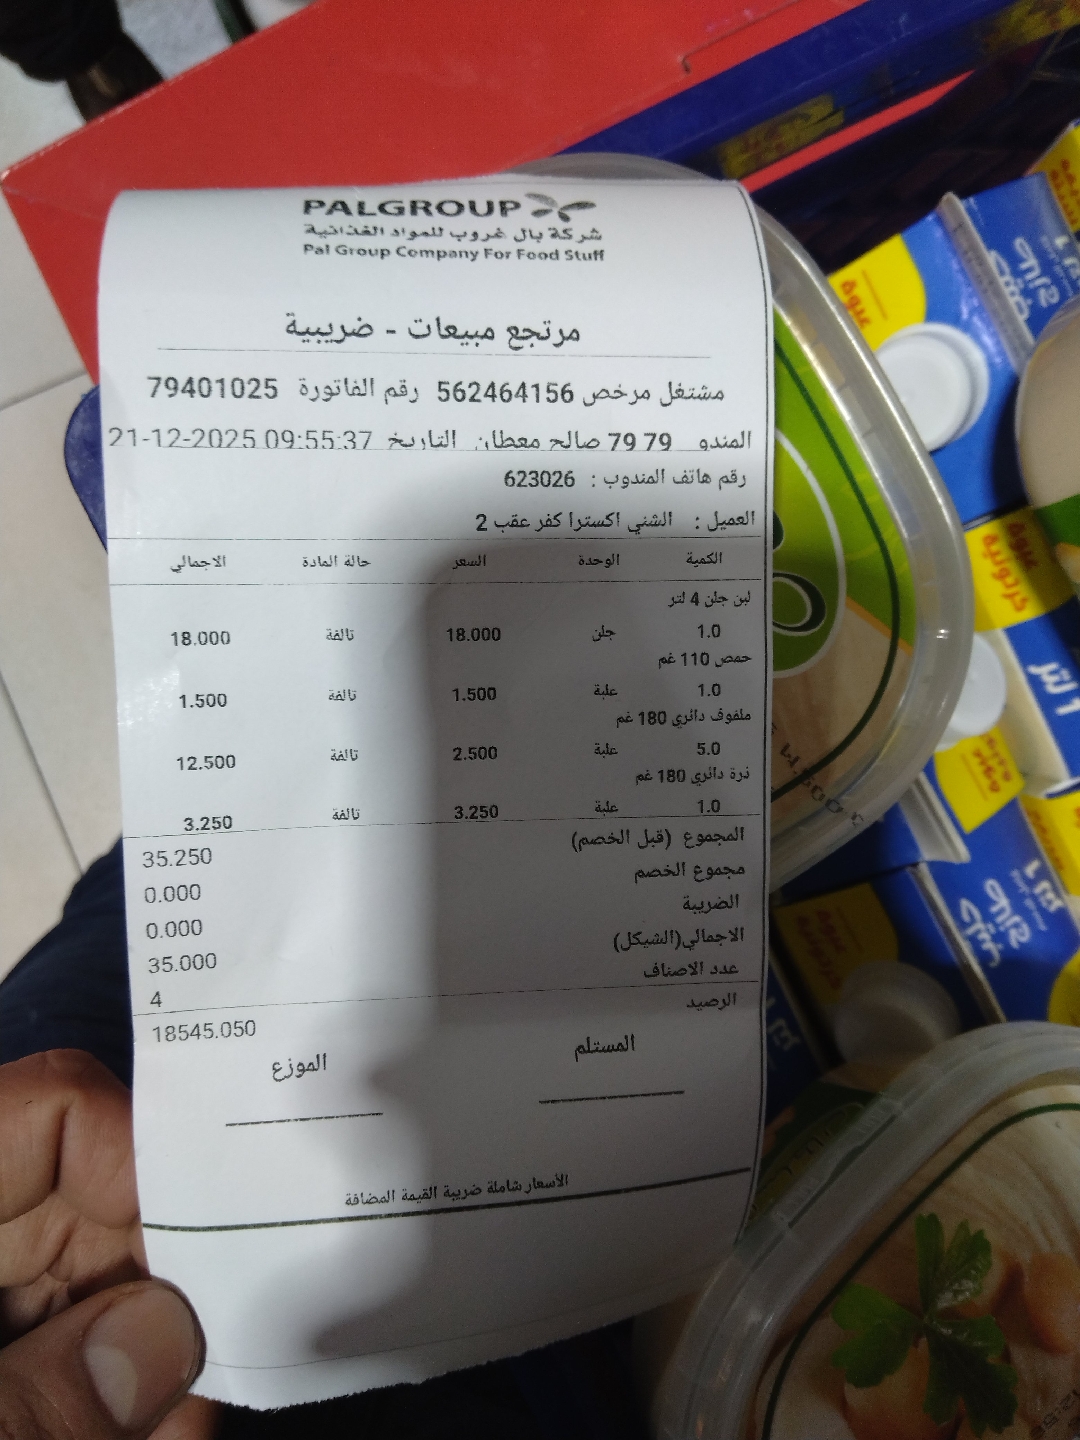 PALGROUP
شركة بال غروب للمواد الغذائية
Pal Group Company For Food Stuff
مرتجع مبيعات - ضريبية
مشتغل مرخص 562464156 رقم الفاتورة 79401025
المندو 79 79 صالح معطان التاريخ 21-12-2025 09:55:37
رقم هاتف المندوب : 623026
العميل : الشني اكسترا كفر عقب 2
الكمية الوحدة السعر حالة المادة الاجمالي
لبن جلن 4 لتر
1.0 جلن 18.000 تالفة 18.000
حمص 110 غم
1.0 علبة 1.500 تالفة 1.500
ملفوف دائري 180 غم
5.0 علبة 2.500 تالفة 12.500
ذرة دائري 180 غم
1.0 علبة 3.250 تالفة 3.250
المجموع (قبل الخصم) 35.250
مجموع الخصم 0.000
الضريبة 0.000
الاجمالي(الشيكل) 35.000
عدد الاصناف 4
الرصيد 18545.050
المستلم الموزع
الأسعار شاملة ضريبة القيمة المضافة
عبوة
عبوة
كرتونية
1 لتر